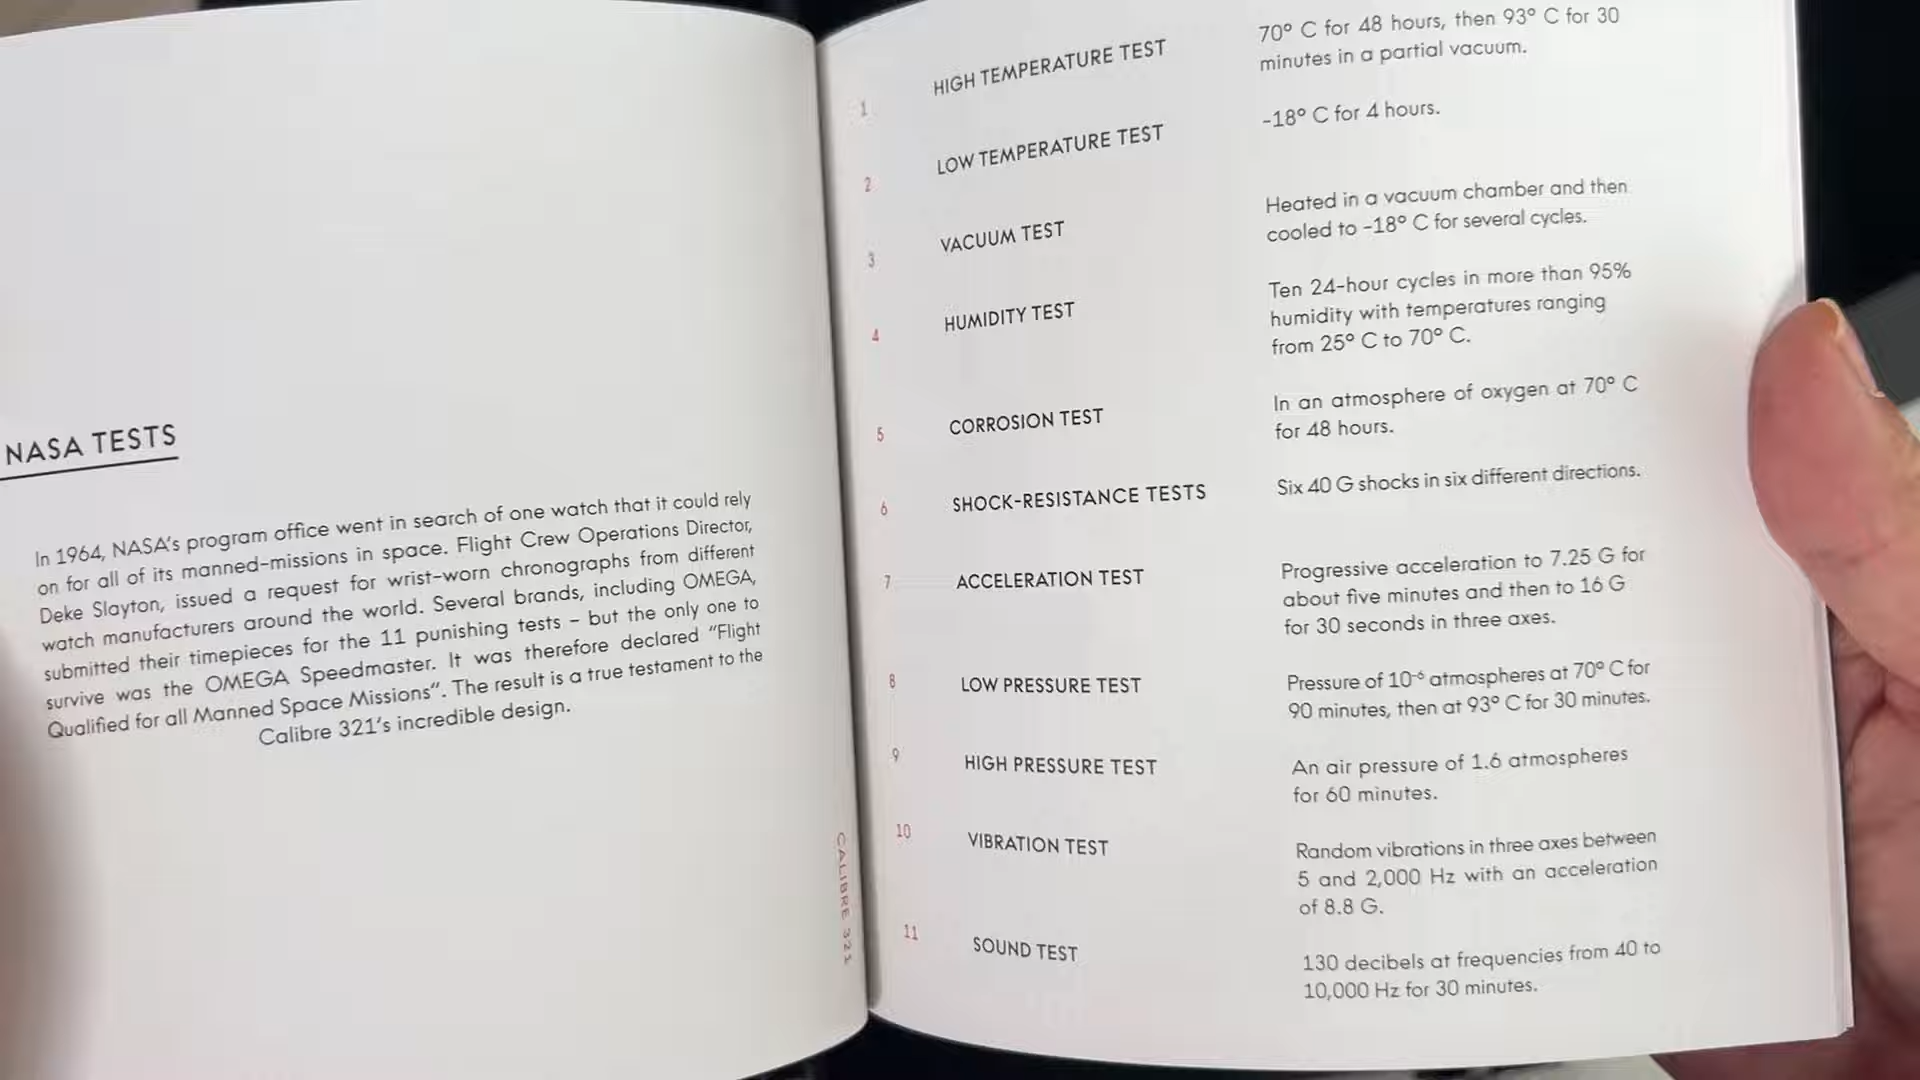 NASA TESTS
In 1964, NASA's program office went in search of one watch that it could rely
on for all of its manned-missions in space. Flight Crew Operations Director,
Deke Slayton, issued a request for wrist-worn chronographs from different
watch manufacturers around the world. Several brands, including OMEGA,
submitted their timepieces for the 11 punishing tests – but the only one to
survive was the OMEGA Speedmaster. It was therefore declared "Flight
Qualified for all Manned Space Missions". The result is a true testament to the
Calibre 321's incredible design.
CALIBRE 321
1 HIGH TEMPERATURE TEST
70° C for 48 hours, then 93° C for 30
minutes in a partial vacuum.
2 LOW TEMPERATURE TEST
-18° C for 4 hours.
3 VACUUM TEST
Heated in a vacuum chamber and then
cooled to -18° C for several cycles.
4 HUMIDITY TEST
Ten 24-hour cycles in more than 95%
humidity with temperatures ranging
from 25° C to 70° C.
5 CORROSION TEST
In an atmosphere of oxygen at 70° C
for 48 hours.
6 SHOCK-RESISTANCE TESTS
Six 40 G shocks in six different directions.
7 ACCELERATION TEST
Progressive acceleration to 7.25 G for
about five minutes and then to 16 G
for 30 seconds in three axes.
8 LOW PRESSURE TEST
Pressure of 10⁻⁶ atmospheres at 70° C for
90 minutes, then at 93° C for 30 minutes.
9 HIGH PRESSURE TEST
An air pressure of 1.6 atmospheres
for 60 minutes.
10 VIBRATION TEST
Random vibrations in three axes between
5 and 2,000 Hz with an acceleration
of 8.8 G.
11 SOUND TEST
130 decibels at frequencies from 40 to
10,000 Hz for 30 minutes.